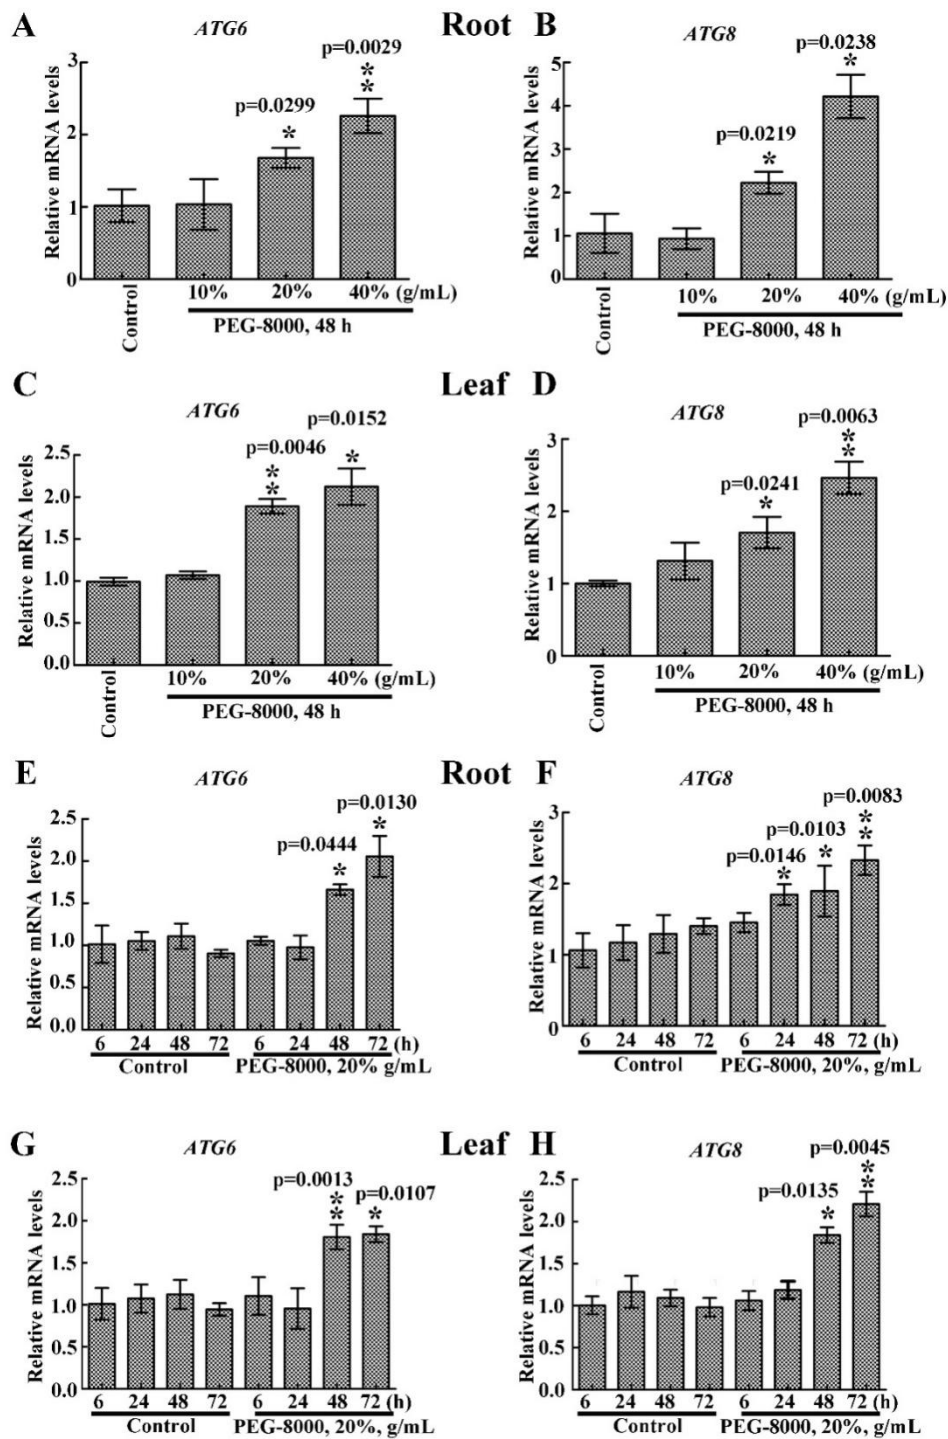 A ATG6 Root B ATG8
p=0.0029 p=0.0238
p=0.0299 p=0.0219
* * * * *
Relative mRNA levels
3
2
1
0
Relative mRNA levels
5
4
3
2
1
0
Control 10% 20% 40% (g/mL)
PEG-8000, 48 h
Control 10% 20% 40% (g/mL)
PEG-8000, 48 h
C ATG6 Leaf D ATG8
p=0.0152 p=0.0063
p=0.0046 p=0.0241
* * * * * *
Relative mRNA levels
2.5
2.0
1.5
1.0
0.5
0.0
Relative mRNA levels
3
2
1
0
Control 10% 20% 40% (g/mL)
PEG-8000, 48 h
Control 10% 20% 40% (g/mL)
PEG-8000, 48 h
E ATG6 Root F ATG8
p=0.0130 p=0.0083
p=0.0444 p=0.0103
p=0.0146
* * * * * *
Relative mRNA levels
2.5
2.0
1.5
1.0
0.5
0.0
Relative mRNA levels
3
2
1
0
6 24 48 72 6 24 48 72 (h)
Control PEG-8000, 20% g/mL
6 24 48 72 6 24 48 72 (h)
Control PEG-8000, 20%, g/mL
G ATG6 Leaf H ATG8
p=0.0013 p=0.0045
p=0.0107 p=0.0135
* * * * * *
Relative mRNA levels
2.5
2.0
1.5
1.0
0.5
0.0
Relative mRNA levels
2.5
2.0
1.5
1.0
0.5
0.0
6 24 48 72 6 24 48 72 (h)
Control PEG-8000, 20%, g/mL
6 24 48 72 6 24 48 72 (h)
Control PEG-8000, 20%, g/mL